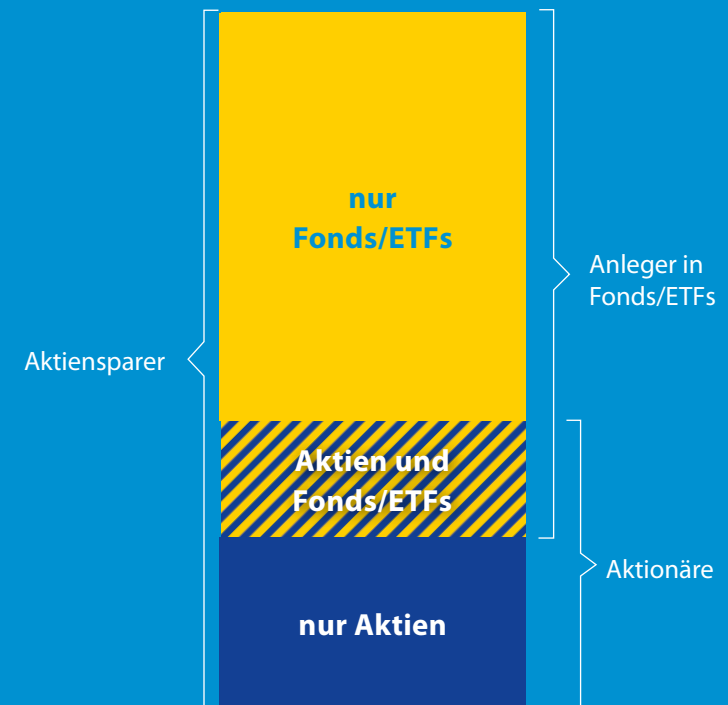 nur
Fonds/ETFs
Anleger in
Fonds/ETFs
Aktiensparer
Aktien und
Fonds/ETFs
Aktionäre
nur Aktien